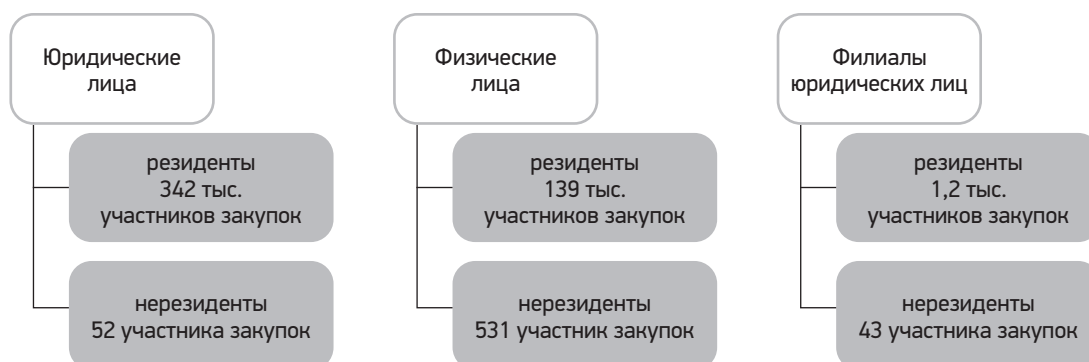 Юридические
лица
резиденты
342 тыс.
участников закупок
нерезиденты
52 участника закупок
Физические
лица
резиденты
139 тыс.
участников закупок
нерезиденты
531 участник закупок
Филиалы
юридических лиц
резиденты
1,2 тыс.
участников закупок
нерезиденты
43 участника закупок